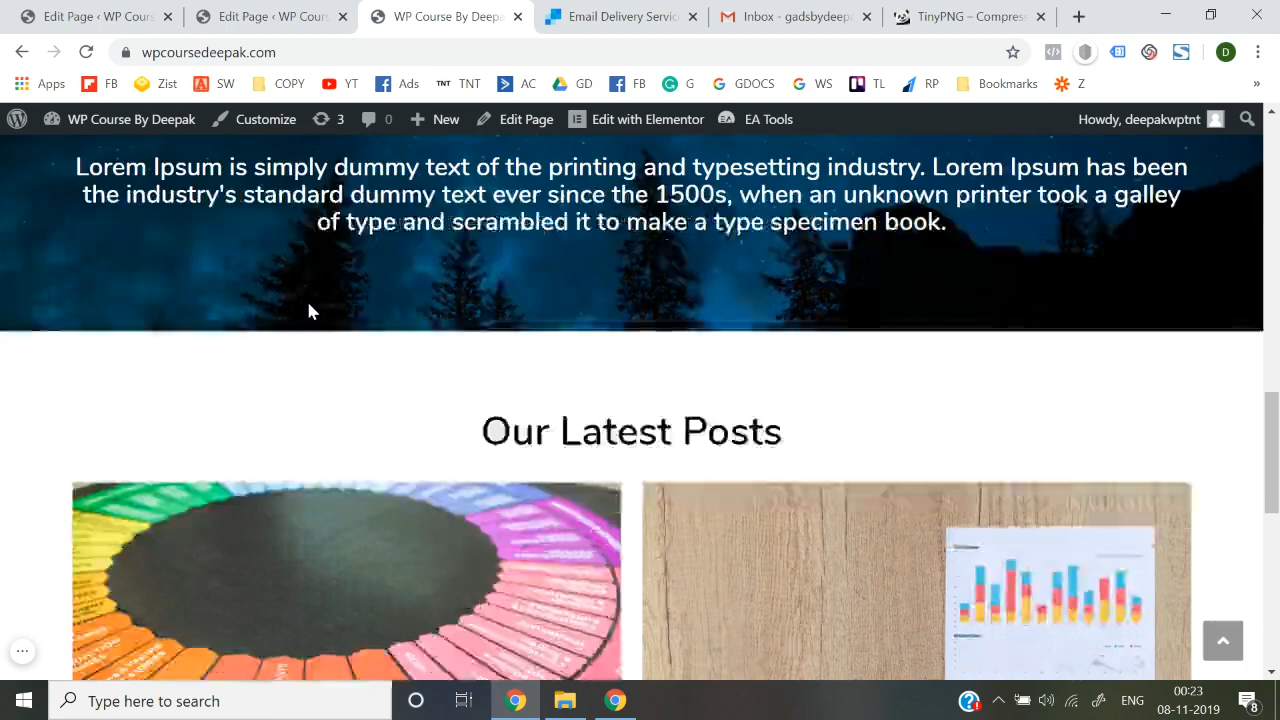 Edit Page ‹ WP Cours
Edit Page ‹ WP Cours
WP Course By Deepa
Email Delivery Servic
Inbox - gadsbydeep
TinyPNG – Compress
wpcoursedeepak.com
D
Apps
FB
Zist
SW
COPY
YT
Ads
TNT TNT
AC
GD
FB
G
GDOCS
WS
TL
RP
Bookmarks
Z
»
WP Course By Deepak
Customize
3
0
New
Edit Page
Edit with Elementor
EA Tools
Howdy, deepakwptnt
Lorem Ipsum is simply dummy text of the printing and typesetting industry. Lorem Ipsum has been
the industry's standard dummy text ever since the 1500s, when an unknown printer took a galley
of type and scrambled it to make a type specimen book.
Our Latest Posts
Type here to search
ENG
00:23
08-11-2019
8